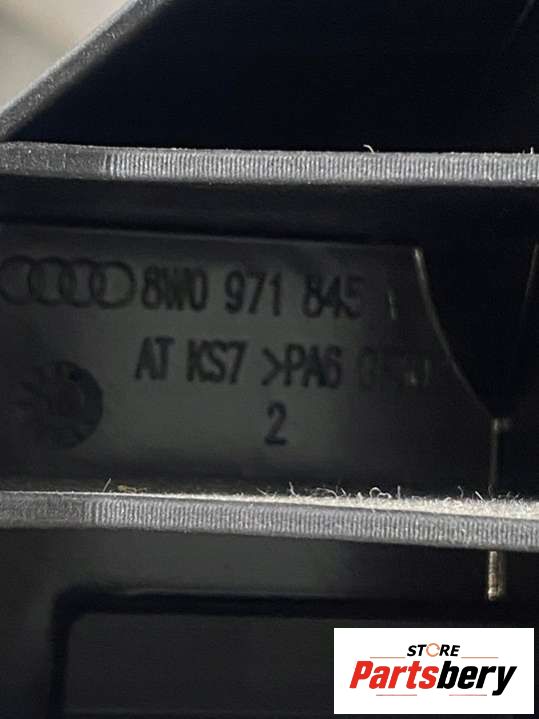 8W0 971 845
AT KS7 >PA6
2
STORE
Partsbery